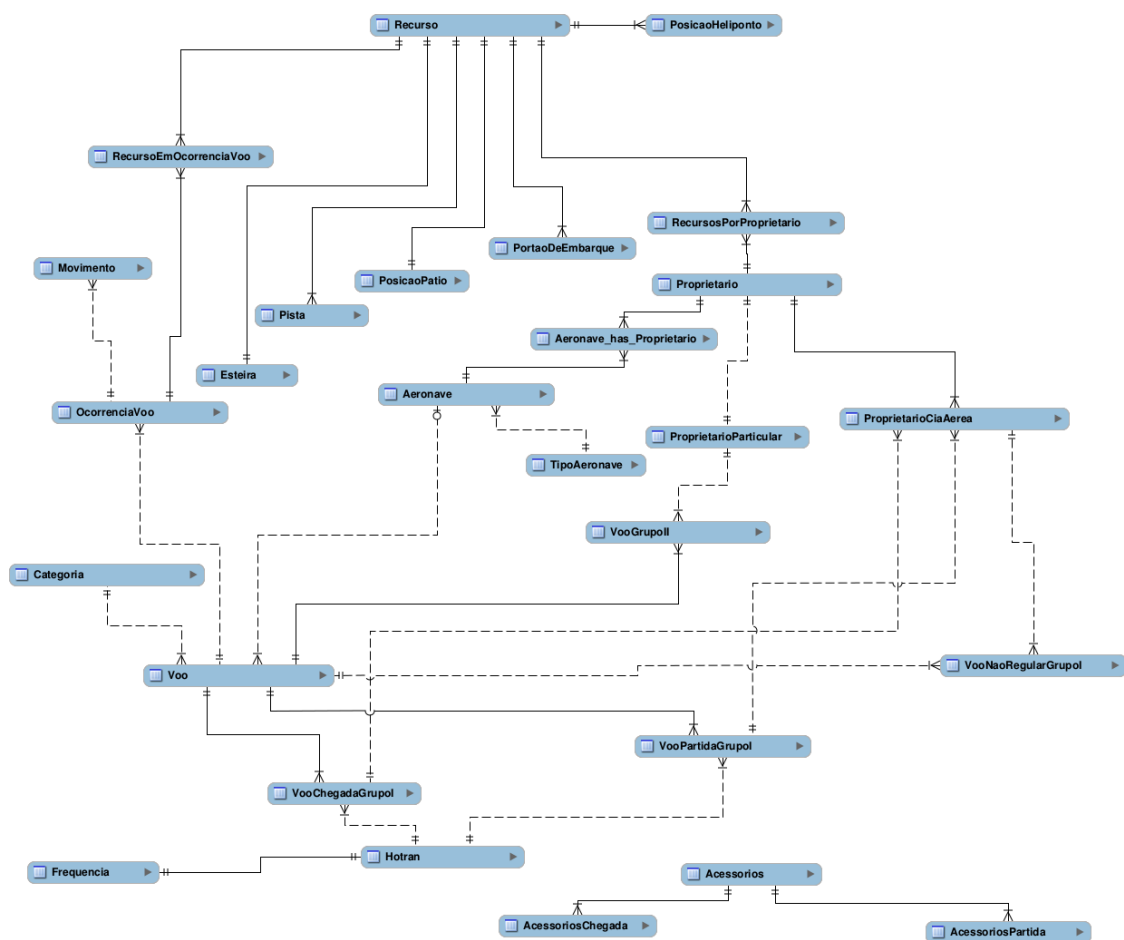 Recurso
PosicaoHeliponto
RecursoEmOcorrenciaVoo
RecursosPorProprietario
PortaoDeEmbarque
Movimento
PosicaoPatio
Proprietario
Pista
Aeronave_has_Proprietario
Esteira
Aeronave
OcorrenciaVoo
ProprietarioCiaAerea
ProprietarioParticular
TipoAeronave
VooGrupoII
Categoria
Voo
VooNaoRegularGrupoI
VooPartidaGrupoI
VooChegadaGrupoI
Hotran
Frequencia
Acessorios
AcessoriosChegada
AcessoriosPartida